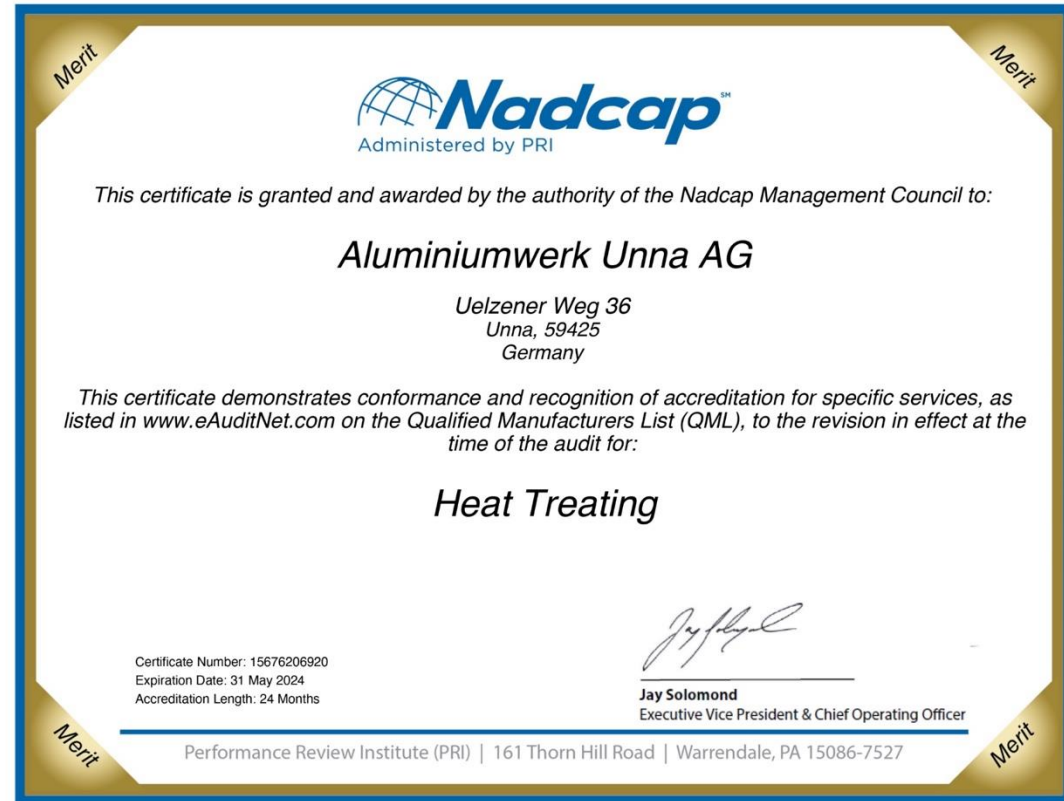 Merit
Merit
Nadcap SM
Administered by PRI
This certificate is granted and awarded by the authority of the Nadcap Management Council to:
Aluminiumwerk Unna AG
Uelzener Weg 36
Unna, 59425
Germany
This certificate demonstrates conformance and recognition of accreditation for specific services, as
listed in www.eAuditNet.com on the Qualified Manufacturers List (QML), to the revision in effect at the
time of the audit for:
Heat Treating
Certificate Number: 15676206920
Expiration Date: 31 May 2024
Accreditation Length: 24 Months
Jay Solomond
Executive Vice President & Chief Operating Officer
Merit
Merit
Performance Review Institute (PRI) | 161 Thorn Hill Road | Warrendale, PA 15086-7527